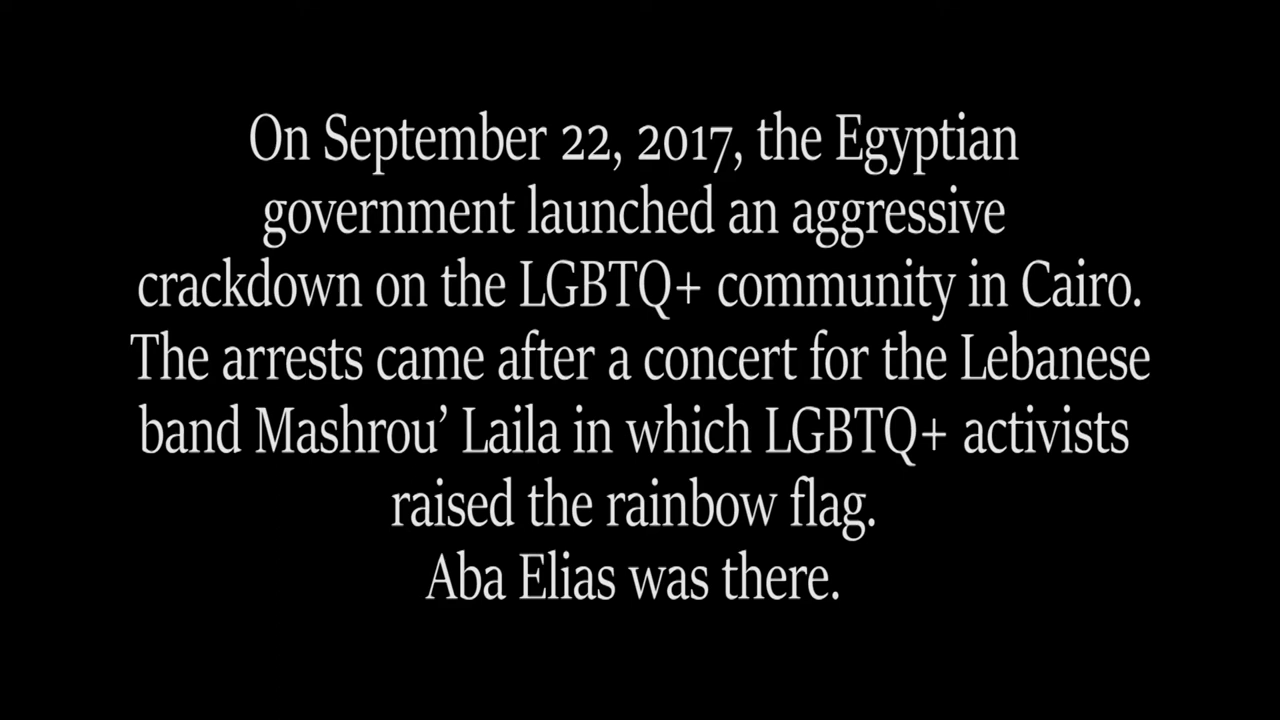 On September 22, 2017, the Egyptian
government launched an aggressive
crackdown on the LGBTQ+ community in Cairo.
The arrests came after a concert for the Lebanese
band Mashrou’ Laila in which LGBTQ+ activists
raised the rainbow flag.
Aba Elias was there.